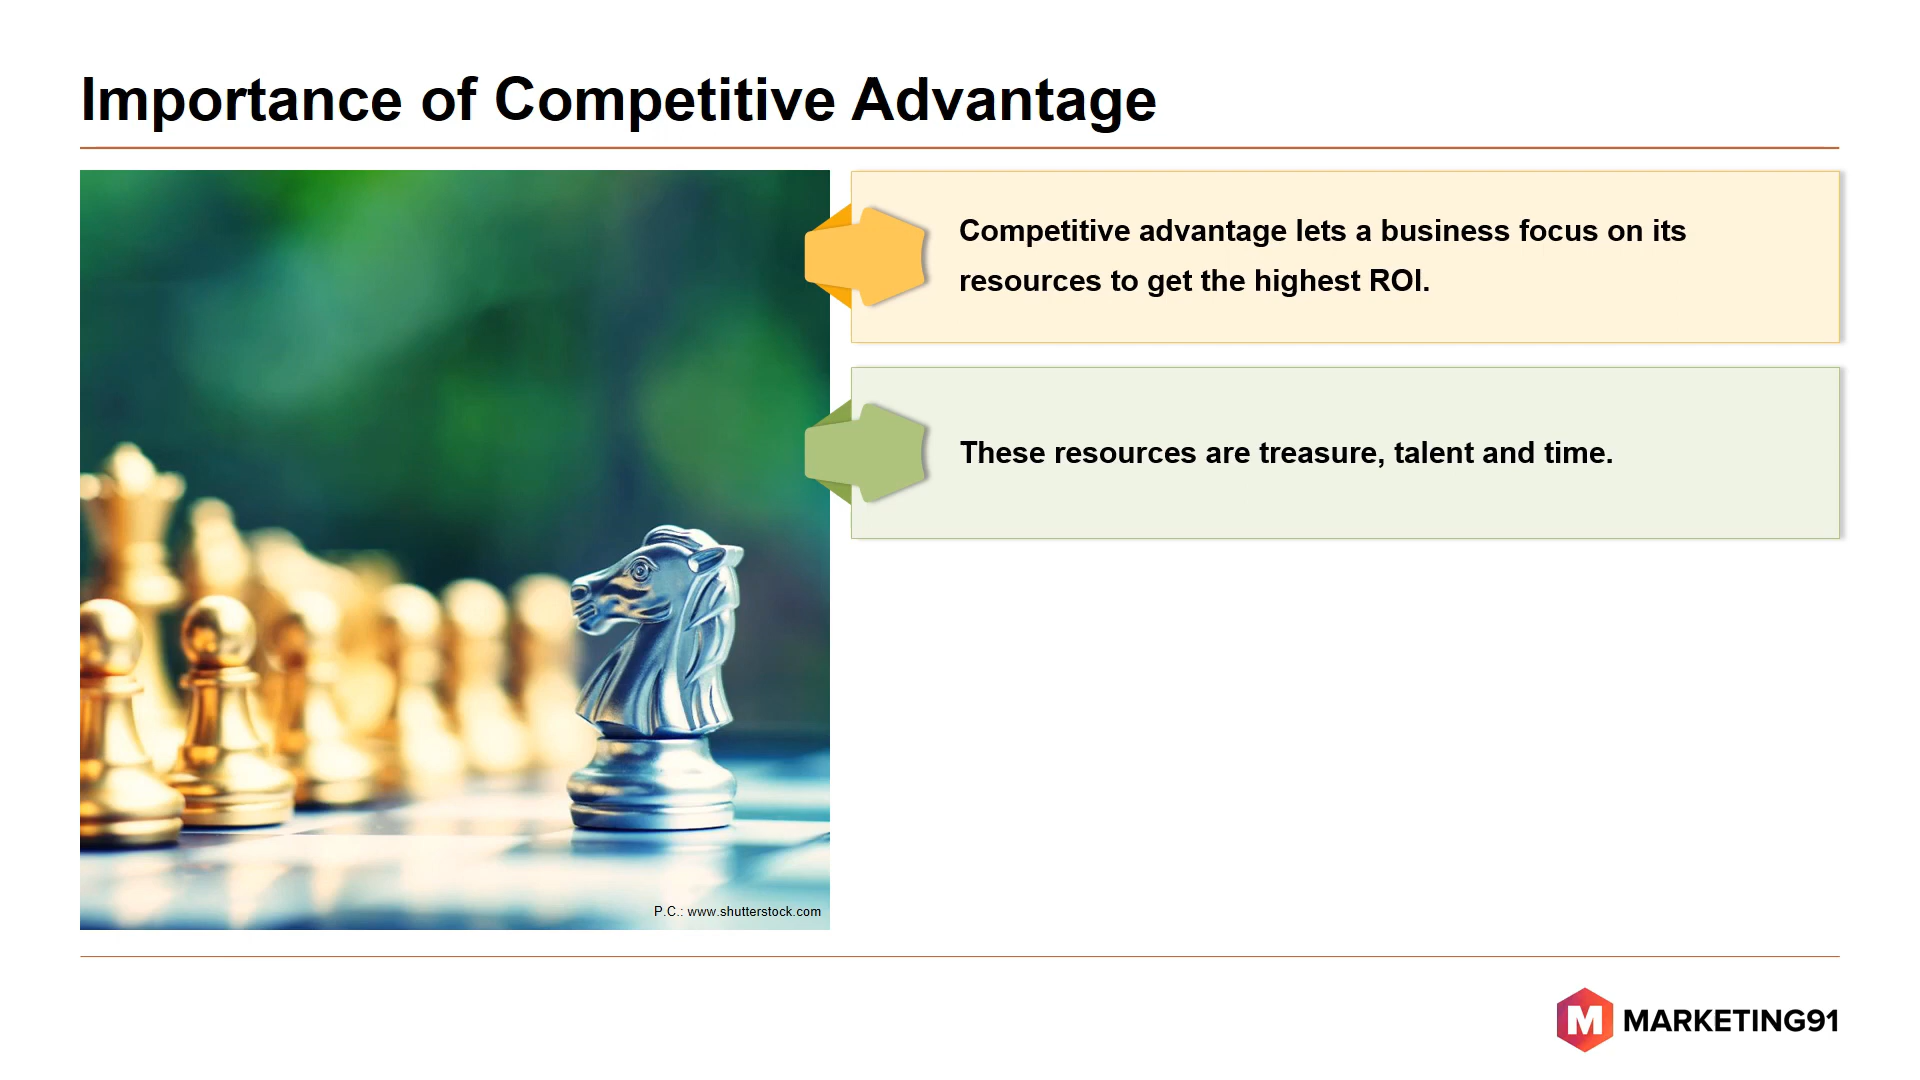 Importance of Competitive Advantage
Competitive advantage lets a business focus on its
resources to get the highest ROI.
These resources are treasure, talent and time.
P.C.: www.shutterstock.com
M MARKETING91